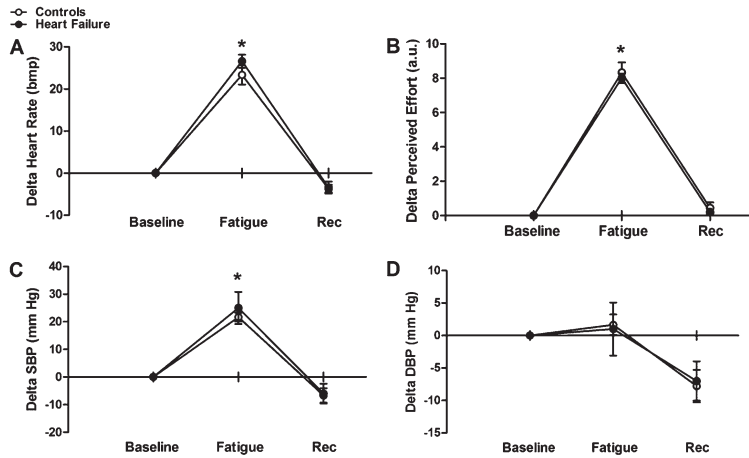 Controls
Heart Failure
A
Delta Heart Rate (bmp)
30
20
10
0
-10
*
Baseline
Fatigue
Rec
B
Delta Perceived Effort (a.u.)
10
8
6
4
2
0
*
Baseline
Fatigue
Rec
C
Delta SBP (mm Hg)
40
30
20
10
0
-10
-20
*
Baseline
Fatigue
Rec
D
Delta DBP (mm Hg)
10
5
0
-5
-10
-15
Baseline
Fatigue
Rec